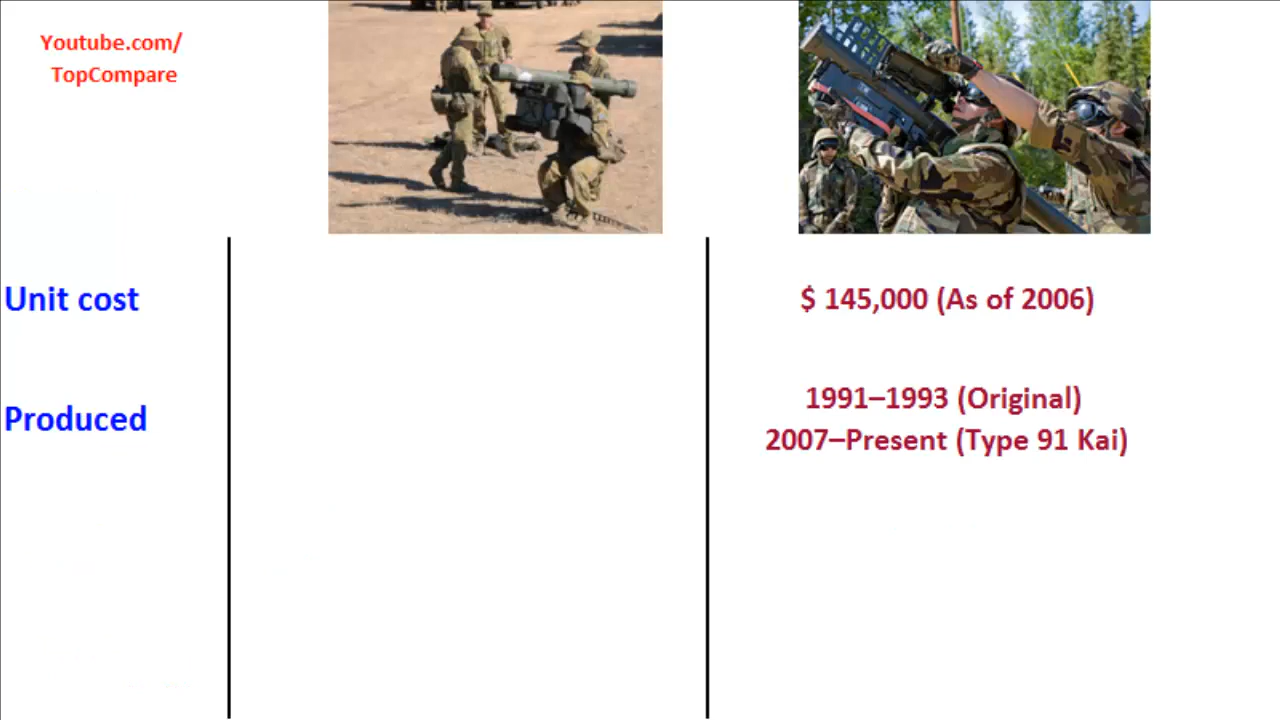 Youtube.com/
TopCompare
Unit cost
$ 145,000 (As of 2006)
Produced
1991–1993 (Original)
2007–Present (Type 91 Kai)